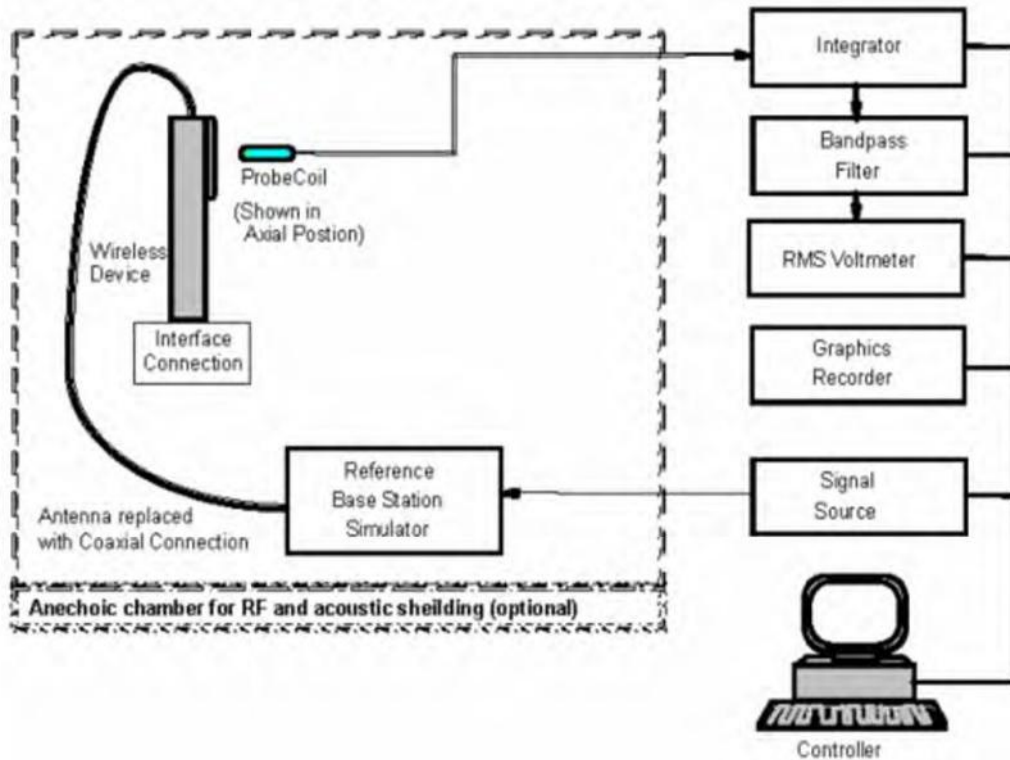 Integrator
Bandpass
Filter
RMS Voltmeter
Graphics
Recorder
Signal
Source
Controller
ProbeCoil
(Shown in
Axial Postion)
Wireless
Device
Interface
Connection
Reference
Base Station
Simulator
Antenna replaced
with Coaxial Connection
Anechoic chamber for RF and acoustic sheilding (optional)